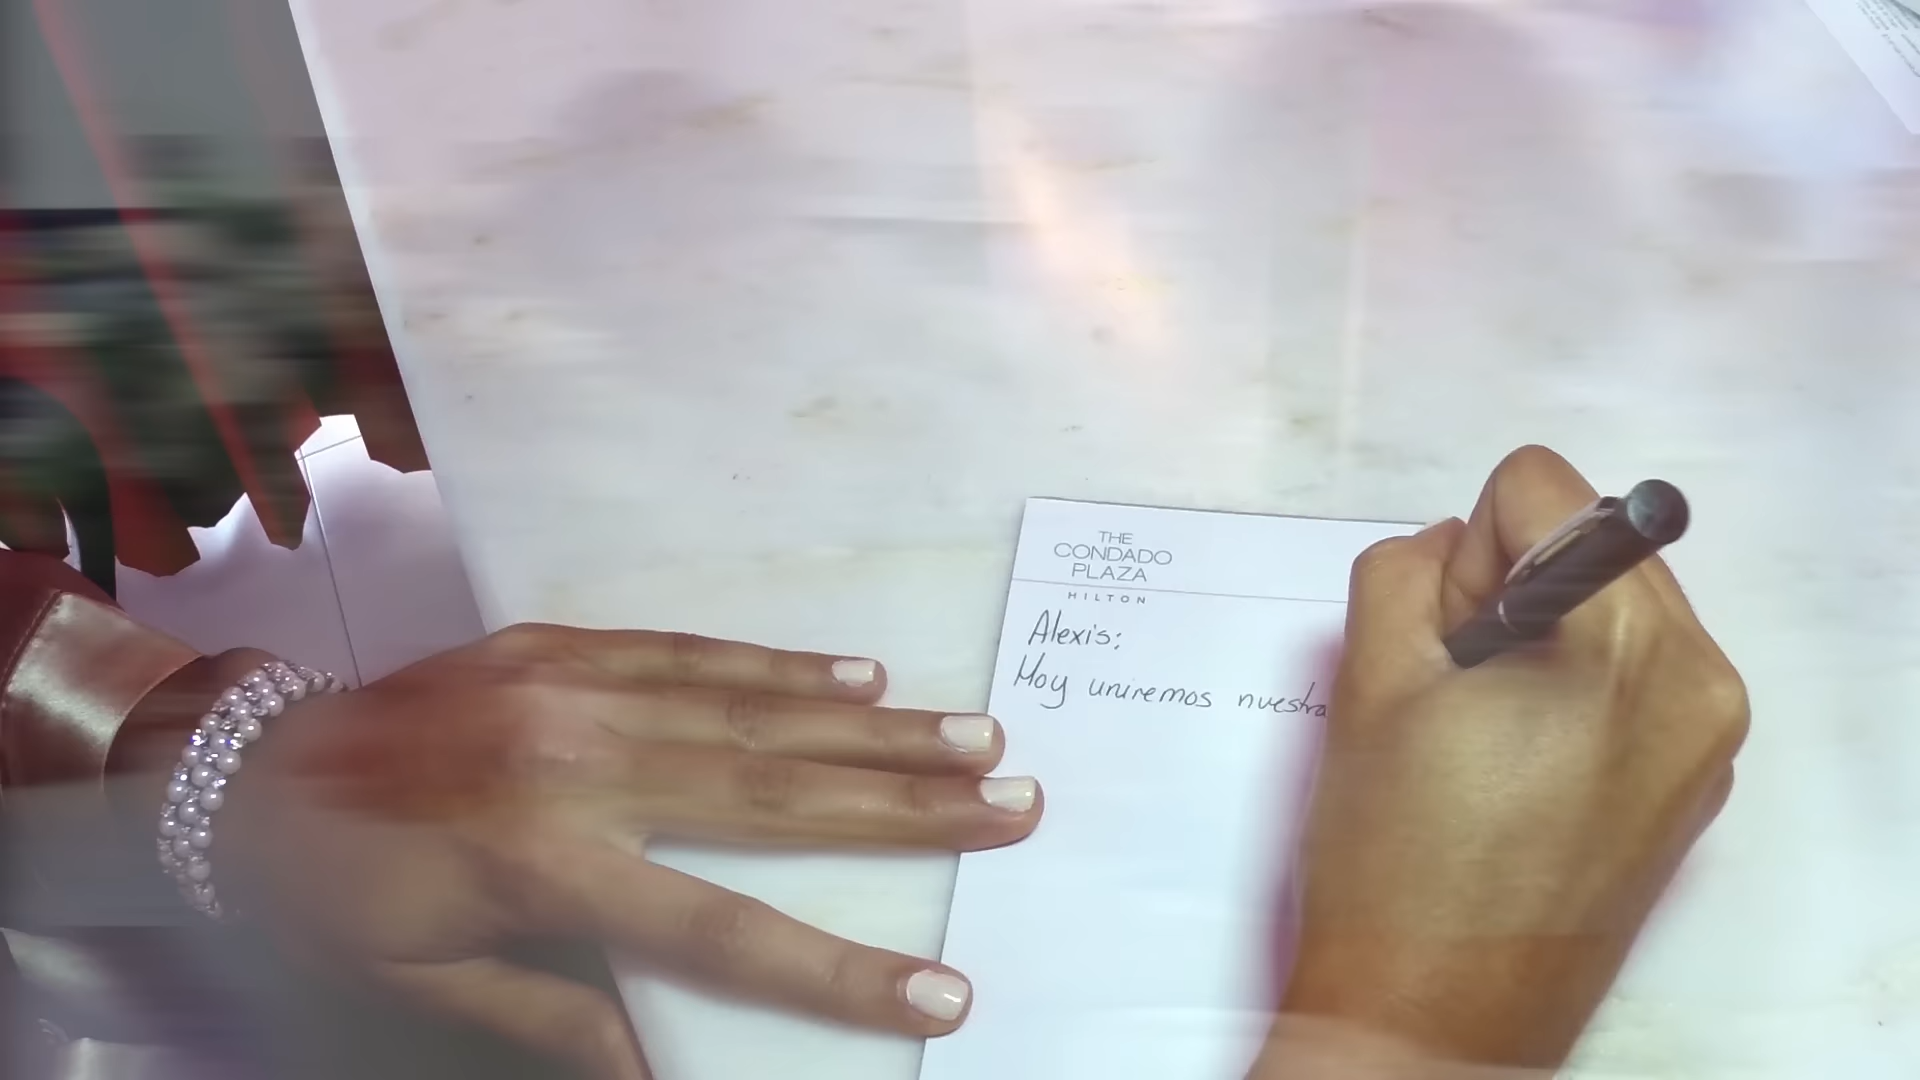 THE
CONDADO
PLAZA
HILTON
Alexis:
Hoy uniremos nuestra